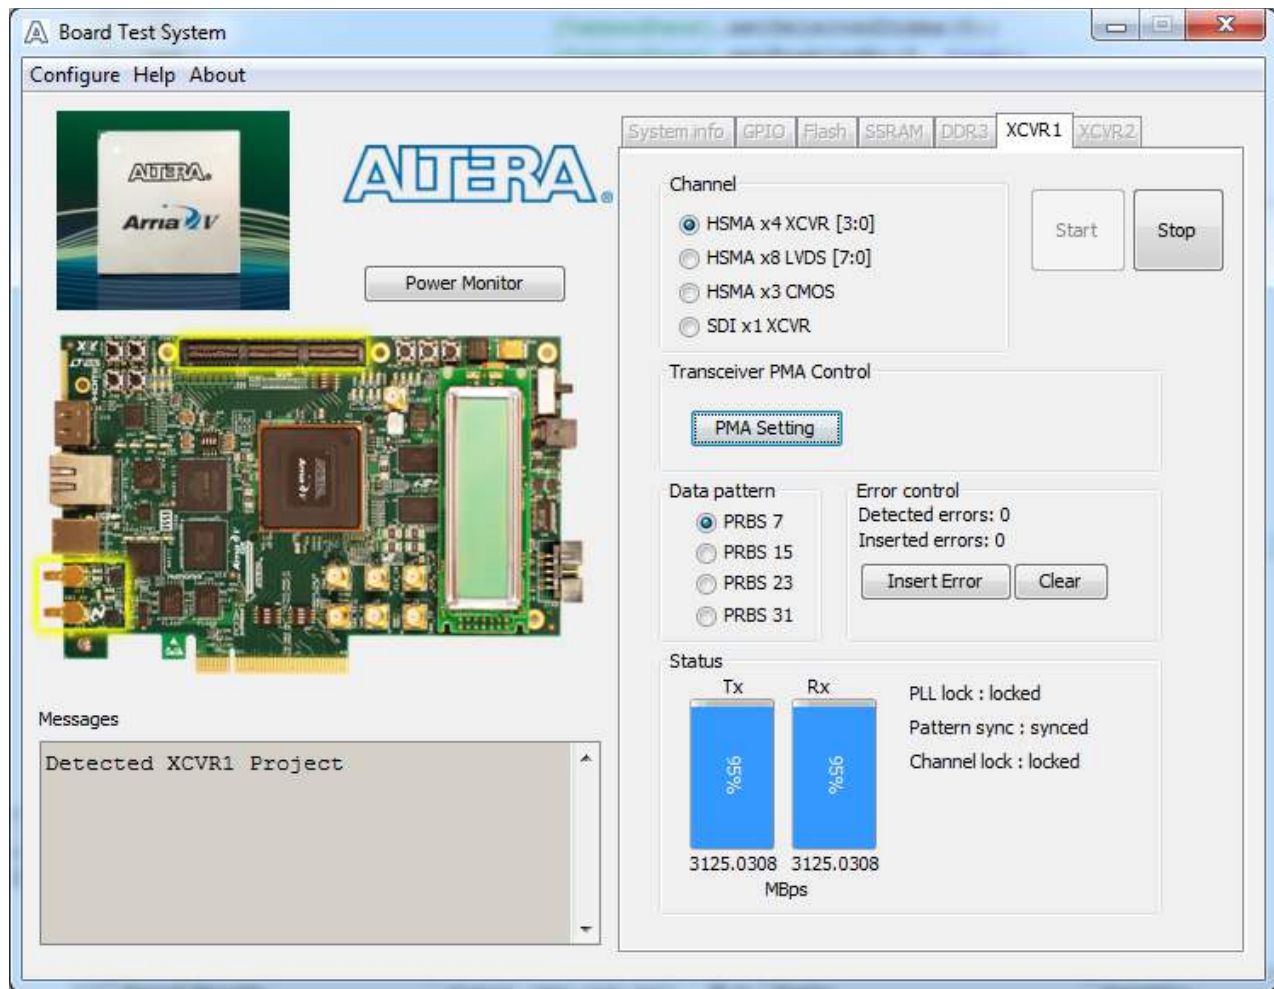 Board Test System
Configure Help About
ALTERA®
Arria V
ALTERA®
Power Monitor
Messages
Detected XCVR1 Project
System info GPIO Flash SSRAM DDR3 XCVR1 XCVR2
Channel
HSMA x4 XCVR [3:0]
HSMA x8 LVDS [7:0]
HSMA x3 CMOS
SDI x1 XCVR
Start Stop
Transceiver PMA Control
PMA Setting
Data pattern
PRBS 7
PRBS 15
PRBS 23
PRBS 31
Error control
Detected errors: 0
Inserted errors: 0
Insert Error Clear
Status
Tx Rx
95% 95%
3125.0308 3125.0308
MBps
PLL lock : locked
Pattern sync : synced
Channel lock : locked